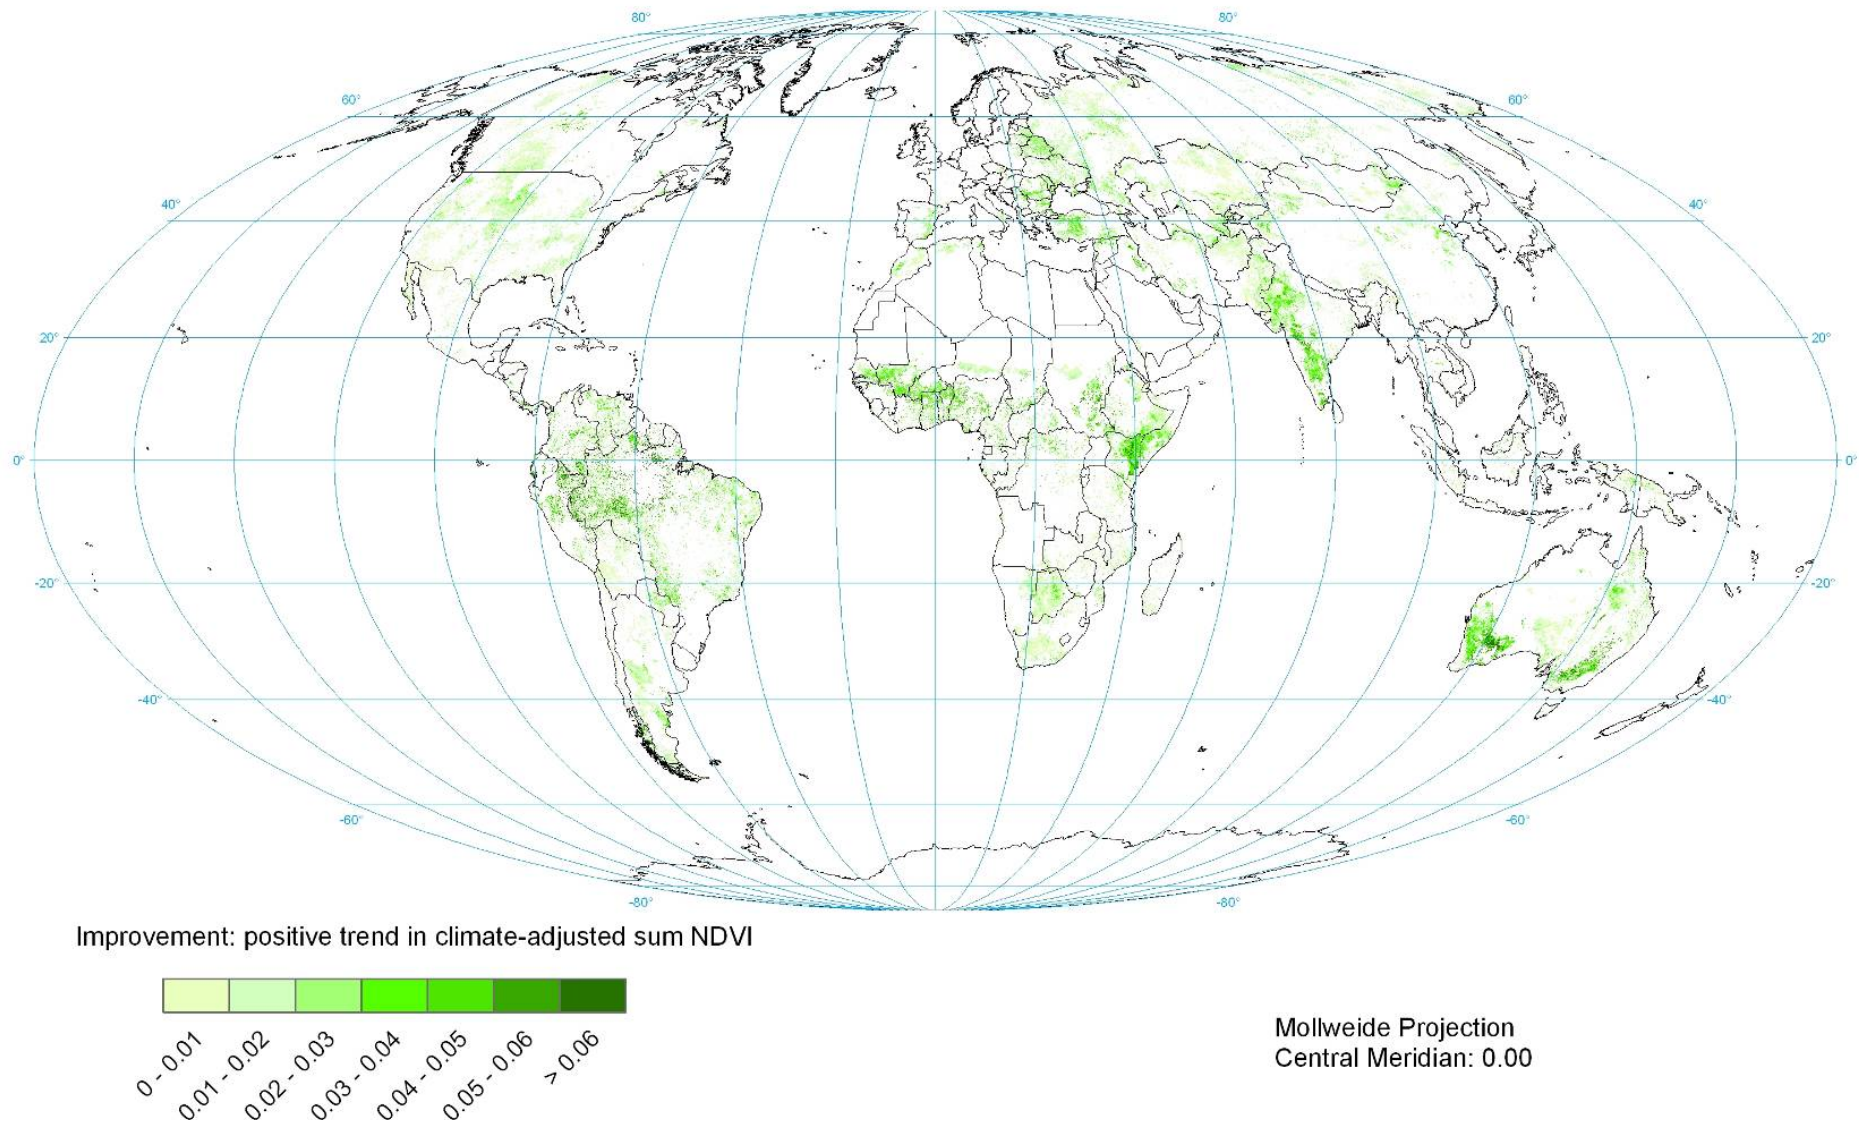 80° 80°
60° 60°
40° 40°
20° 20°
0° 0°
-20° -20°
-40° -40°
-60° -60°
-80° -80°
Improvement: positive trend in climate-adjusted sum NDVI
0 - 0.01
0.01 - 0.02
0.02 - 0.03
0.03 - 0.04
0.04 - 0.05
0.05 - 0.06
> 0.06
Mollweide Projection
Central Meridian: 0.00